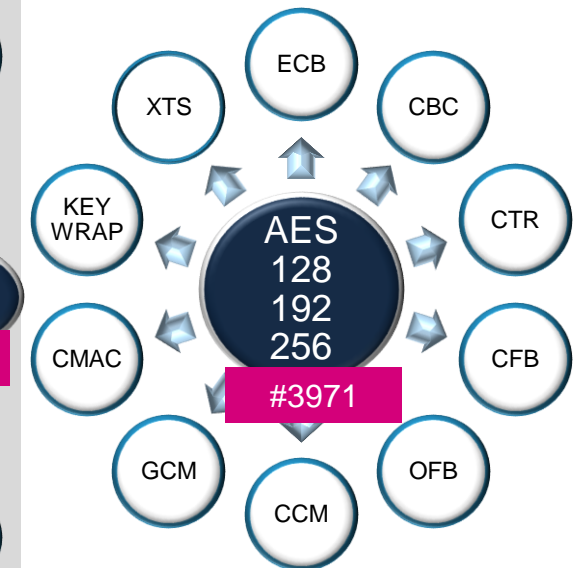 ECB
XTS
CBC
KEY
WRAP
CTR
AES
128
192
256
CMAC
CFB
#3971
GCM
OFB
CCM